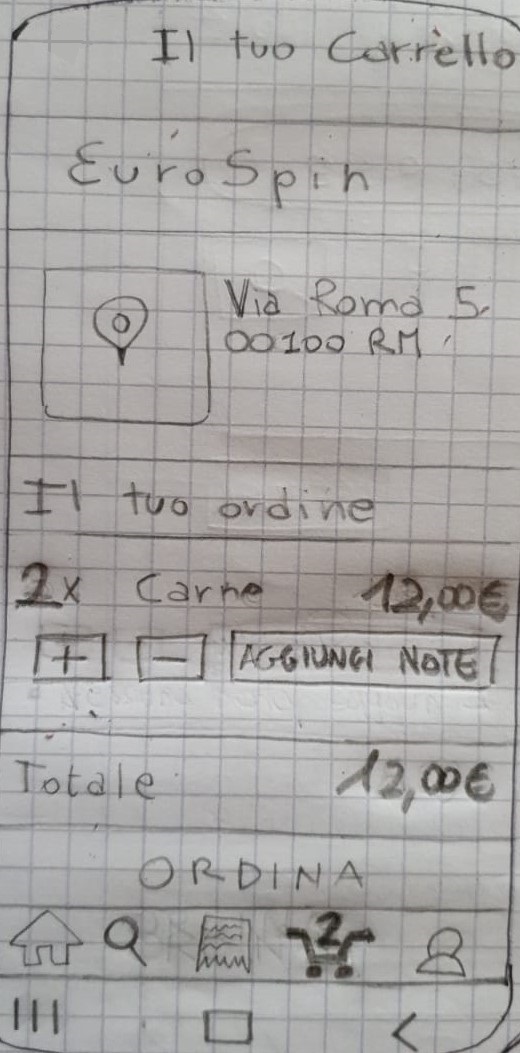 Il tuo Carrello
EuroSpin
Via Roma 5,
00100 RM
Il tuo ordine
2x Carne 12,00€
+ - AGGIUNGI NOTE
Totale 12,00€
ORDINA
2